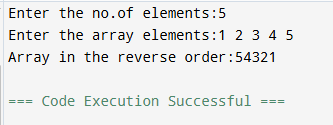 Enter the no.of elements:5
Enter the array elements:1 2 3 4 5
Array in the reverse order:54321
=== Code Execution Successful ===